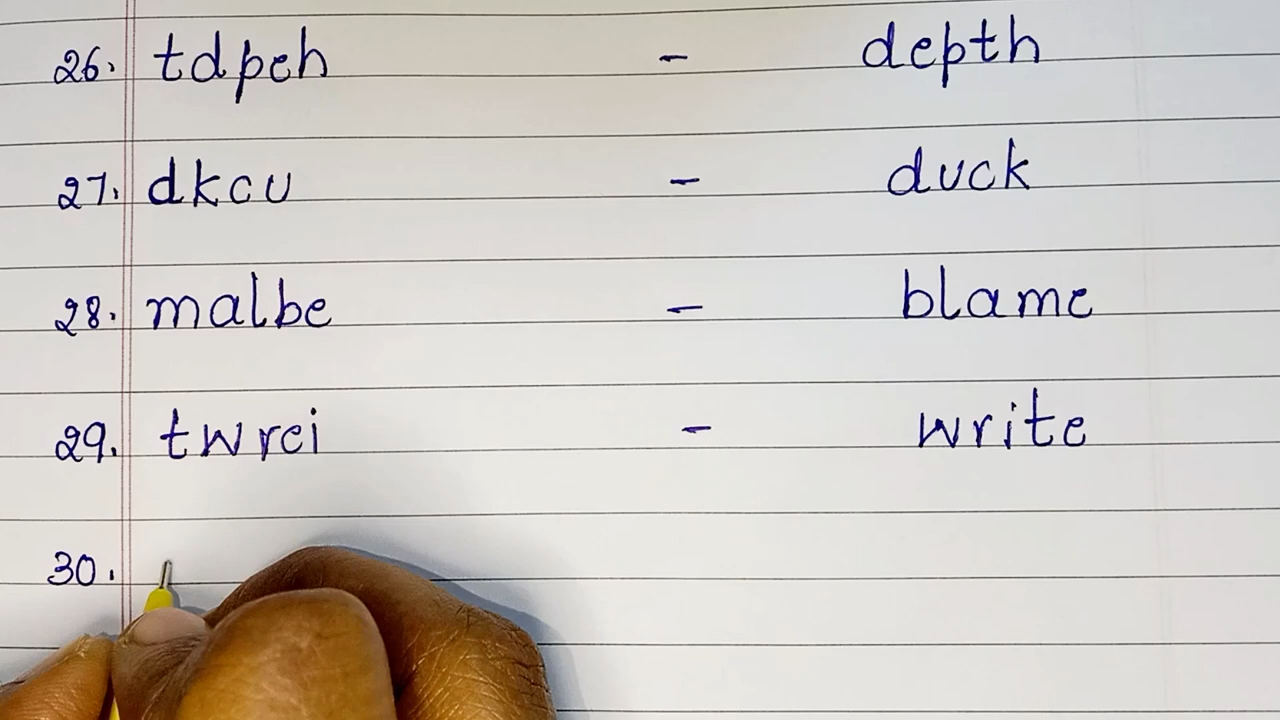 26. tdpeh - depth
27. dkcu - duck
28. malbe - blame
29. twrei - write
30.